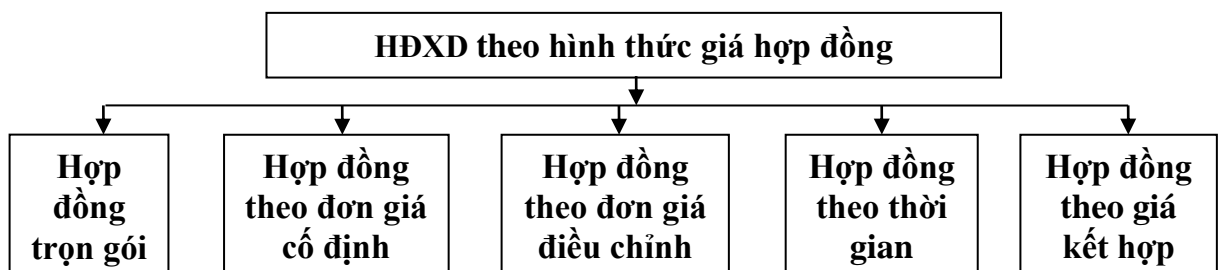 HĐXD theo hình thức giá hợp đồng
Hợp
đồng
trọn gói
Hợp đồng
theo đơn giá
cố định
Hợp đồng
theo đơn giá
điều chỉnh
Hợp đồng
theo thời
gian
Hợp đồng
theo giá
kết hợp